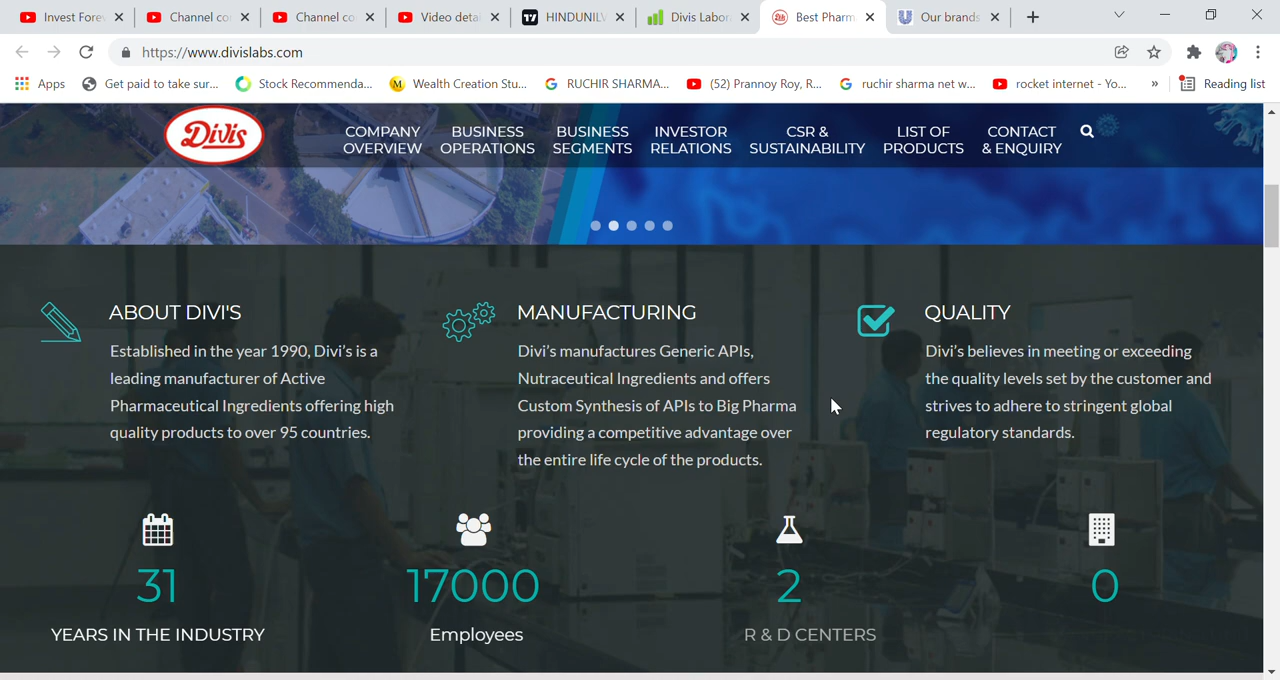 Invest Fore
Channel co
Channel co
Video detai
HINDUNILV
Divis Labor
Best Pharm
Our brands
https://www.divislabs.com
Apps
Get paid to take sur...
Stock Recommenda...
Wealth Creation Stu...
RUCHIR SHARMA...
(52) Prannoy Roy, R...
ruchir sharma net w...
rocket internet - Yo...
»
Reading list
Divis
COMPANY
OVERVIEW
BUSINESS
OPERATIONS
BUSINESS
SEGMENTS
INVESTOR
RELATIONS
CSR &
SUSTAINABILITY
LIST OF
PRODUCTS
CONTACT
& ENQUIRY
ABOUT DIVI'S
Established in the year 1990, Divi's is a
leading manufacturer of Active
Pharmaceutical Ingredients offering high
quality products to over 95 countries.
MANUFACTURING
Divi's manufactures Generic APIs,
Nutraceutical Ingredients and offers
Custom Synthesis of APIs to Big Pharma
providing a competitive advantage over
the entire life cycle of the products.
QUALITY
Divi's believes in meeting or exceeding
the quality levels set by the customer and
strives to adhere to stringent global
regulatory standards.
31
YEARS IN THE INDUSTRY
17000
Employees
2
R & D CENTERS
0